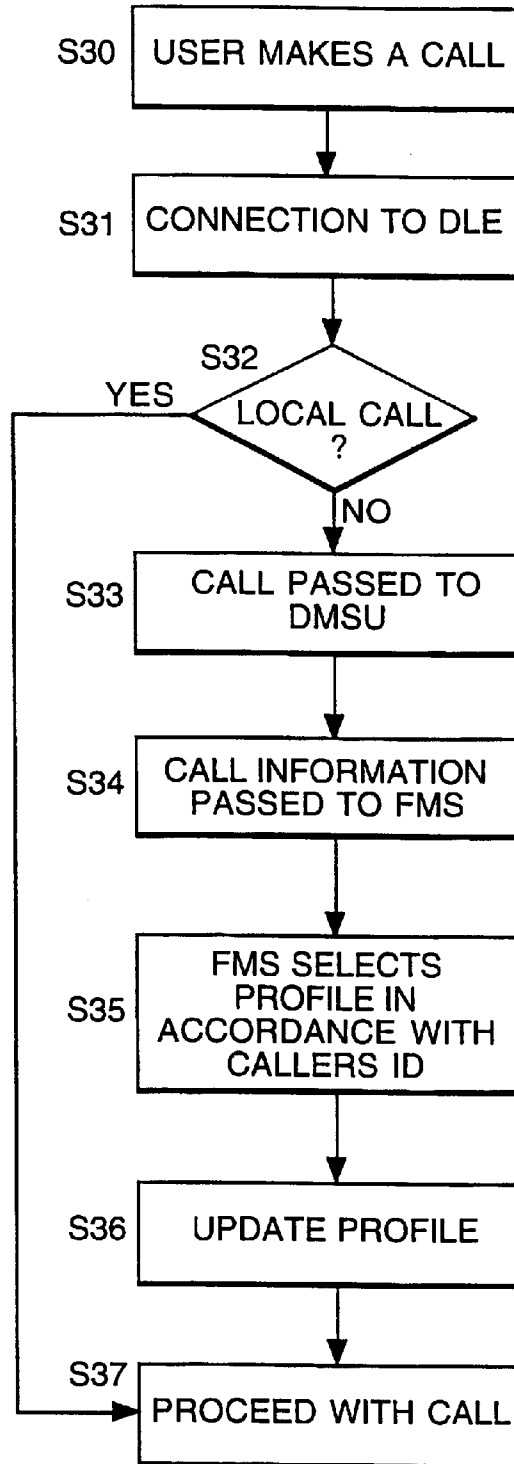 S30
USER MAKES A CALL
S31
CONNECTION TO DLE
S32
YES
LOCAL CALL
?
NO
S33
CALL PASSED TO
DMSU
S34
CALL INFORMATION
PASSED TO FMS
S35
FMS SELECTS
PROFILE IN
ACCORDANCE WITH
CALLERS ID
S36
UPDATE PROFILE
S37
PROCEED WITH CALL